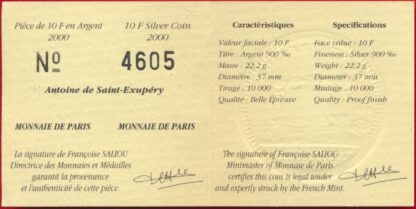 Pièce de 10 F en Argent
2000
10 F Silver Coin
2000
No 4605
Antoine de Saint-Exupéry
MONNAIE DE PARIS
MONNAIE DE PARIS
La signature de Françoise SALIOU
Directrice des Monnaies et Médailles
garantit la provenance
et l'authenticité de cette pièce.
Caractéristiques
Valeur faciale : 10 F
Titre : Argent 900 ‰
Masse : 22,2 g
Diamètre : 37 mm
Tirage : 10 000
Qualité : Belle Épreuve
Specifications
Face value : 10 F
Fineness : Silver 900 ‰
Weight : 22,2 g
Diameter : 37 mm
Mintage : 10 000
Quality : Proof finish
The signature of Françoise SALIOU
Mintmaster of Monnaie de Paris
certifies this coin is legal tender
and expertly struck by the French Mint.